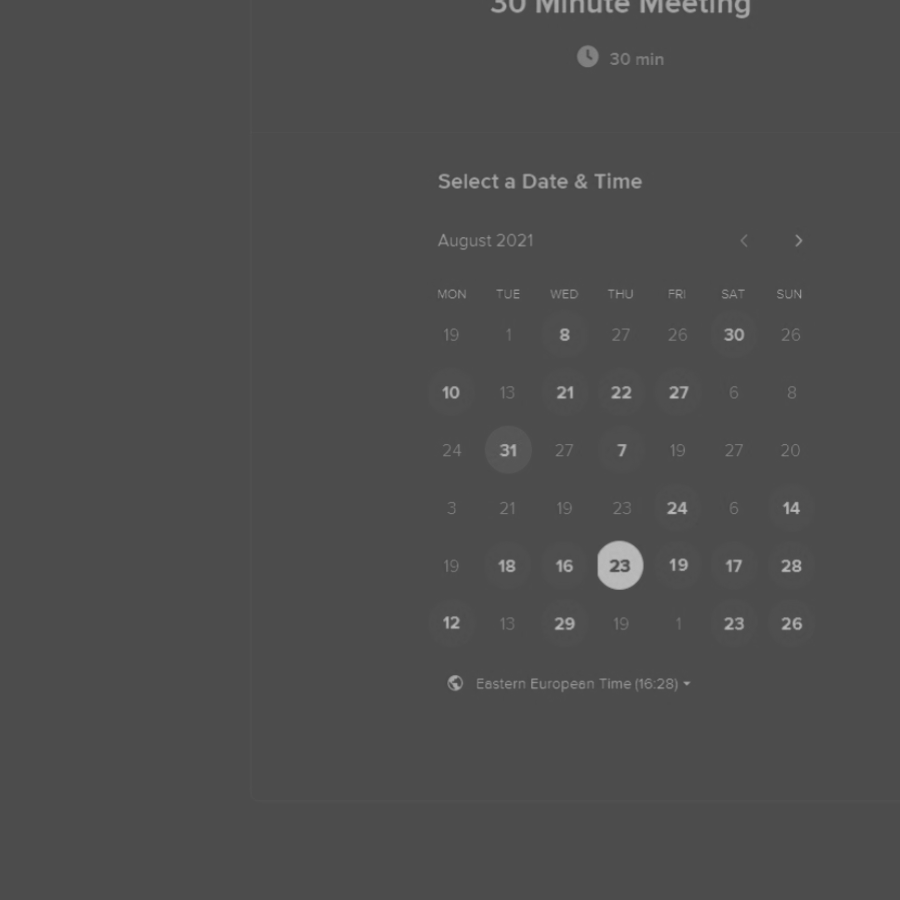 30 Minute Meeting
30 min
Select a Date & Time
August 2021
MON TUE WED THU FRI SAT SUN
19 1 8 27 26 30 26
10 13 21 22 27 6 8
24 31 27 7 19 27 20
3 21 19 23 24 6 14
19 18 16 23 19 17 28
12 13 29 19 1 23 26
Eastern European Time (16:28)